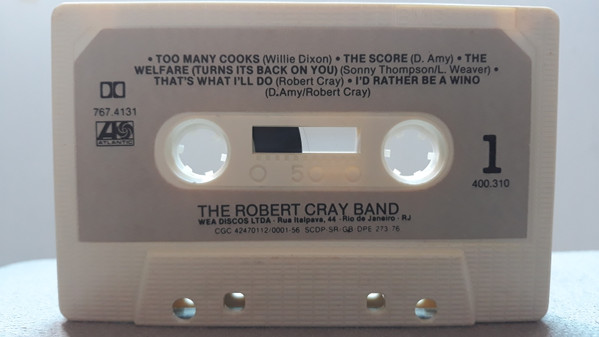 • TOO MANY COOKS (Willie Dixon) • THE SCORE (D. Amy) • THE
WELFARE (TURNS ITS BACK ON YOU) (Sonny Thompson/L. Weaver) •
THAT'S WHAT I'LL DO (Robert Cray) • I'D RATHER BE A WINO
(D.Amy/Robert Cray)
767.4131
ATLANTIC
5
1
400.310
THE ROBERT CRAY BAND
WEA DISCOS LTDA - Rua Itaipava, 44 - Rio de Janeiro - RJ
CGC 42470112/0001-56 SCDP-SR-GB DPE 273 76